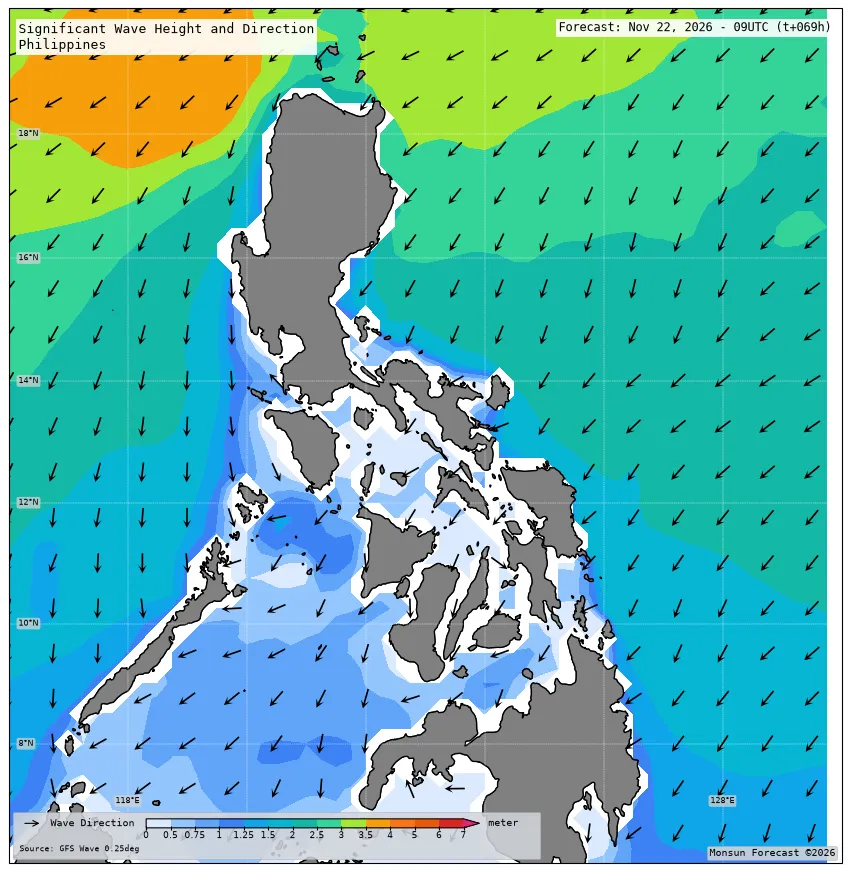 Significant Wave Height and Direction
Philippines
Forecast: Nov 22, 2026 - 09UTC (t+069h)
18°N
16°N
14°N
12°N
10°N
8°N
118°E
128°E
Wave Direction
meter
0 0.5 0.75 1 1.25 1.5 2 2.5 3 3.5 4 5 6 7
Source: GFS Wave 0.25deg
Monsun Forecast ©2026